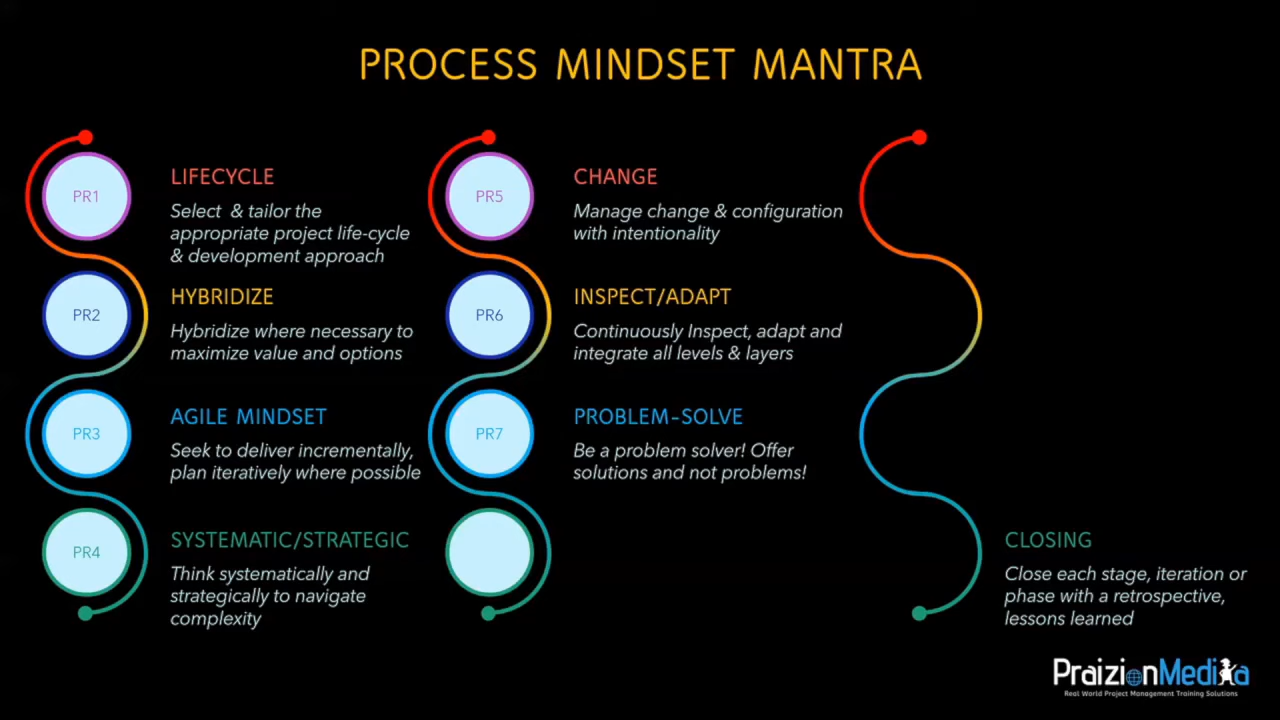 PROCESS MINDSET MANTRA
PR1
LIFECYCLE
Select & tailor the
appropriate project life-cycle
& development approach
PR2
HYBRIDIZE
Hybridize where necessary to
maximize value and options
PR3
AGILE MINDSET
Seek to deliver incrementally,
plan iteratively where possible
PR4
SYSTEMATIC/STRATEGIC
Think systematically and
strategically to navigate
complexity
PR5
CHANGE
Manage change & configuration
with intentionality
PR6
INSPECT/ADAPT
Continuously Inspect, adapt and
integrate all levels & layers
PR7
PROBLEM-SOLVE
Be a problem solver! Offer
solutions and not problems!
CLOSING
Close each stage, iteration or
phase with a retrospective,
lessons learned
PraizionMedia
Real World Project Management Training Solutions